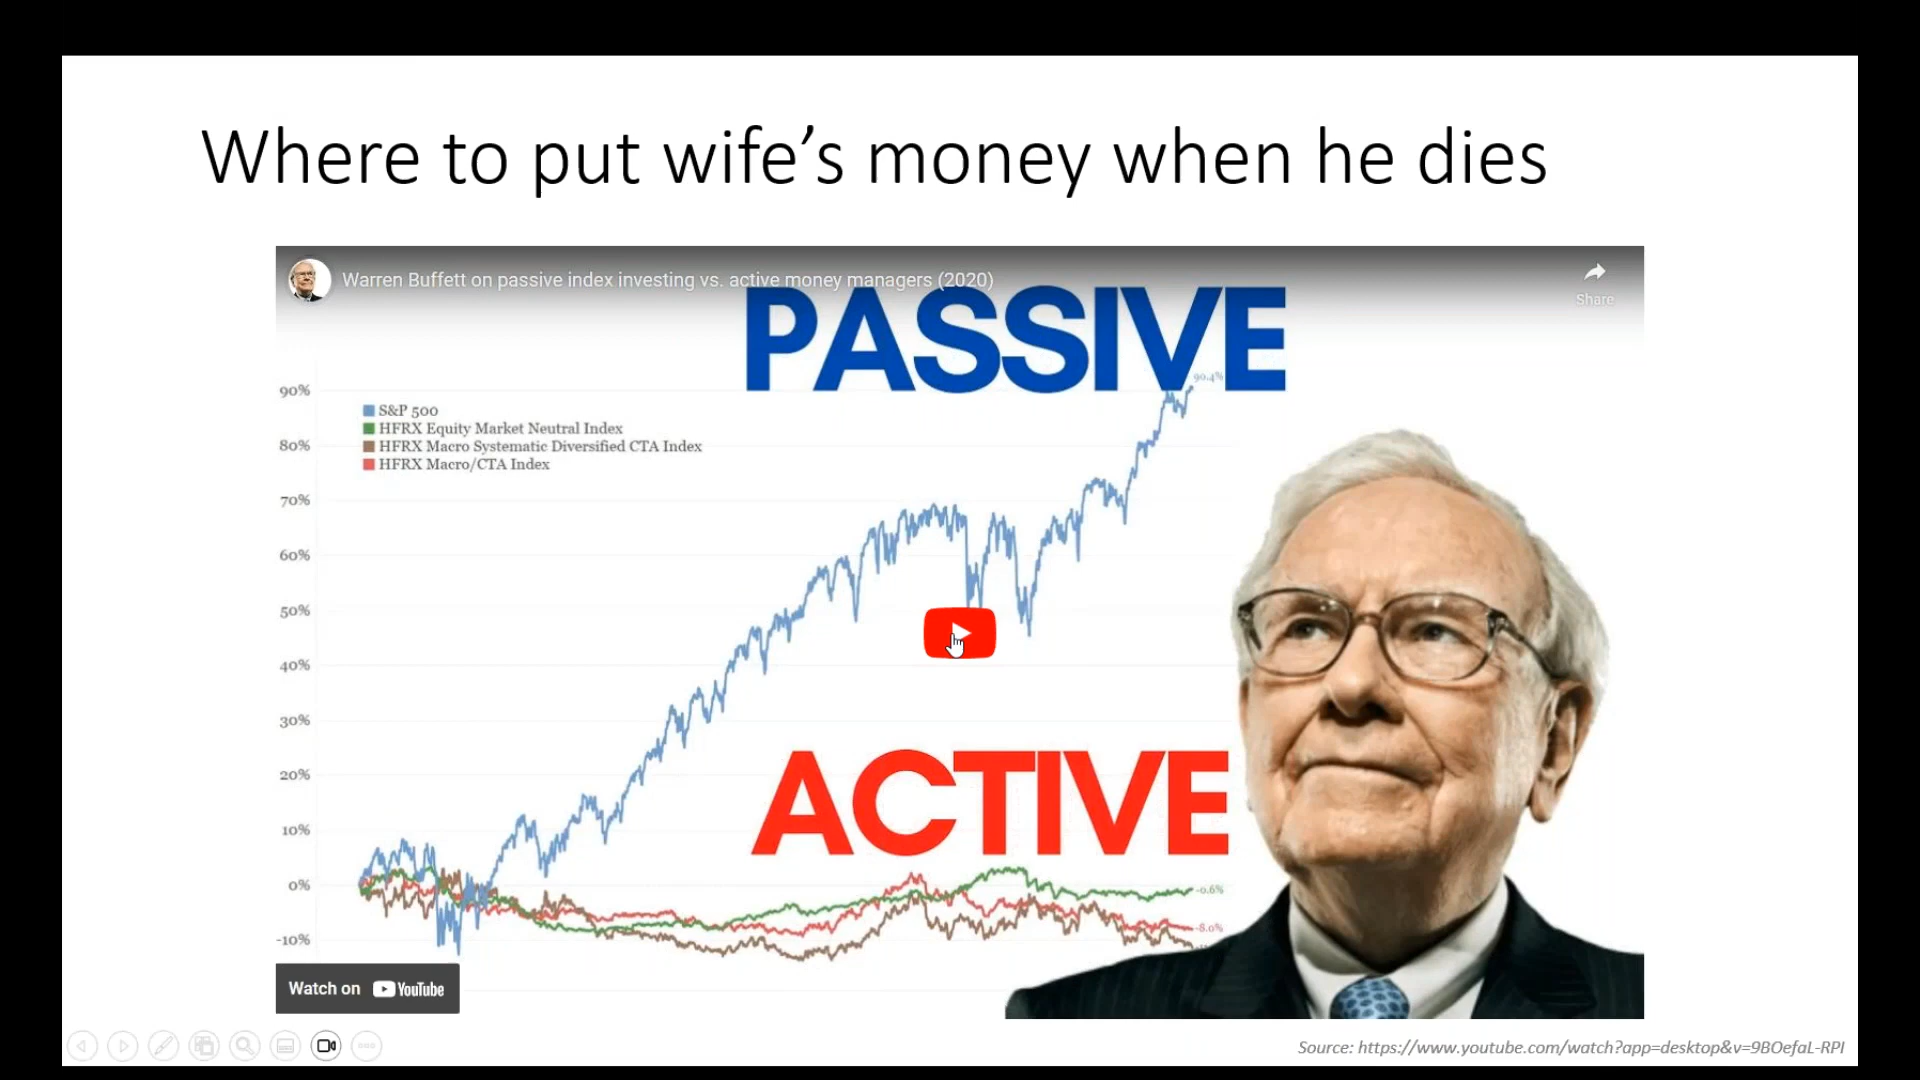 Where to put wife's money when he dies
Warren Buffett on passive index investing vs. active money managers (2020)
Share
PASSIVE
90.4%
90%
S&P 500
HFRX Equity Market Neutral Index
80%
HFRX Macro Systematic Diversified CTA Index
HFRX Macro/CTA Index
70%
60%
50%
40%
30%
20%
ACTIVE
10%
0%
-0.6%
-8.0%
-10%
Watch on YouTube
Source: https://www.youtube.com/watch?app=desktop&v=9BOefaL-RPI